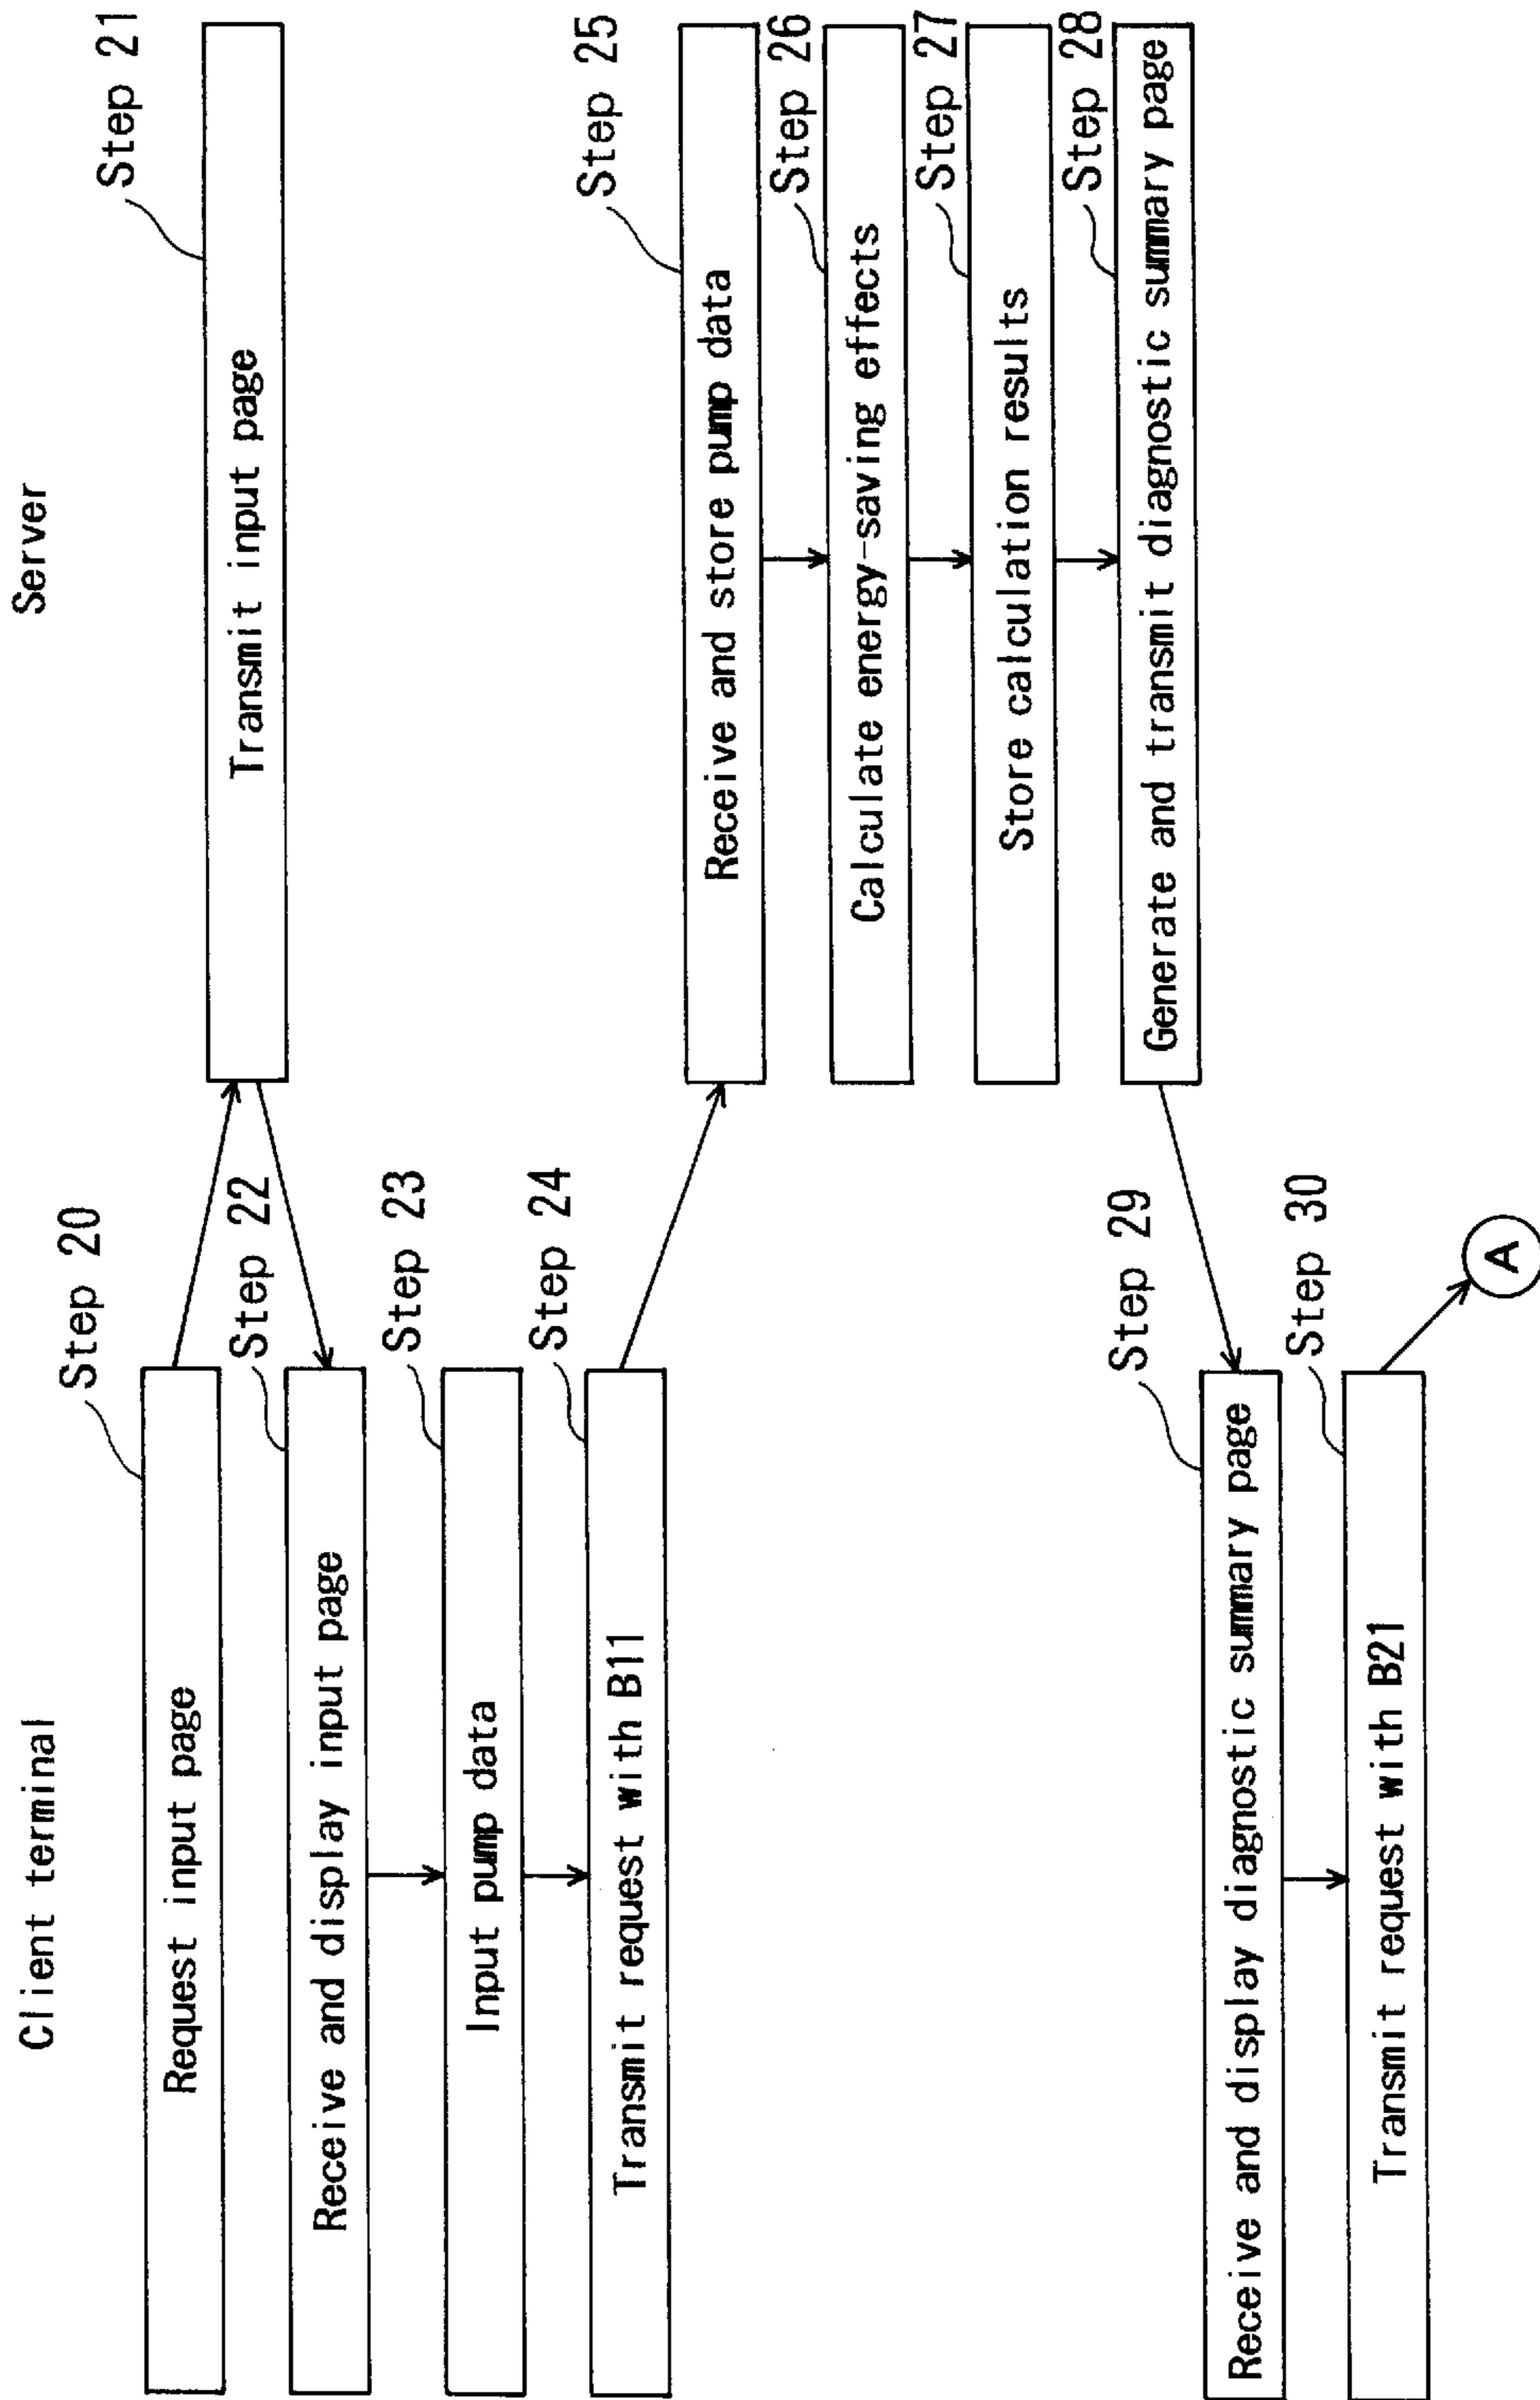 Client terminal
Server
Step 20
Request input page
Step 21
Transmit input page
Step 22
Receive and display input page
Step 23
Input pump data
Step 24
Transmit request with B11
Step 25
Receive and store pump data
Step 26
Calculate energy-saving effects
Step 27
Store calculation results
Step 28
Generate and transmit diagnostic summary page
Step 29
Receive and display diagnostic summary page
Step 30
Transmit request with B21
A